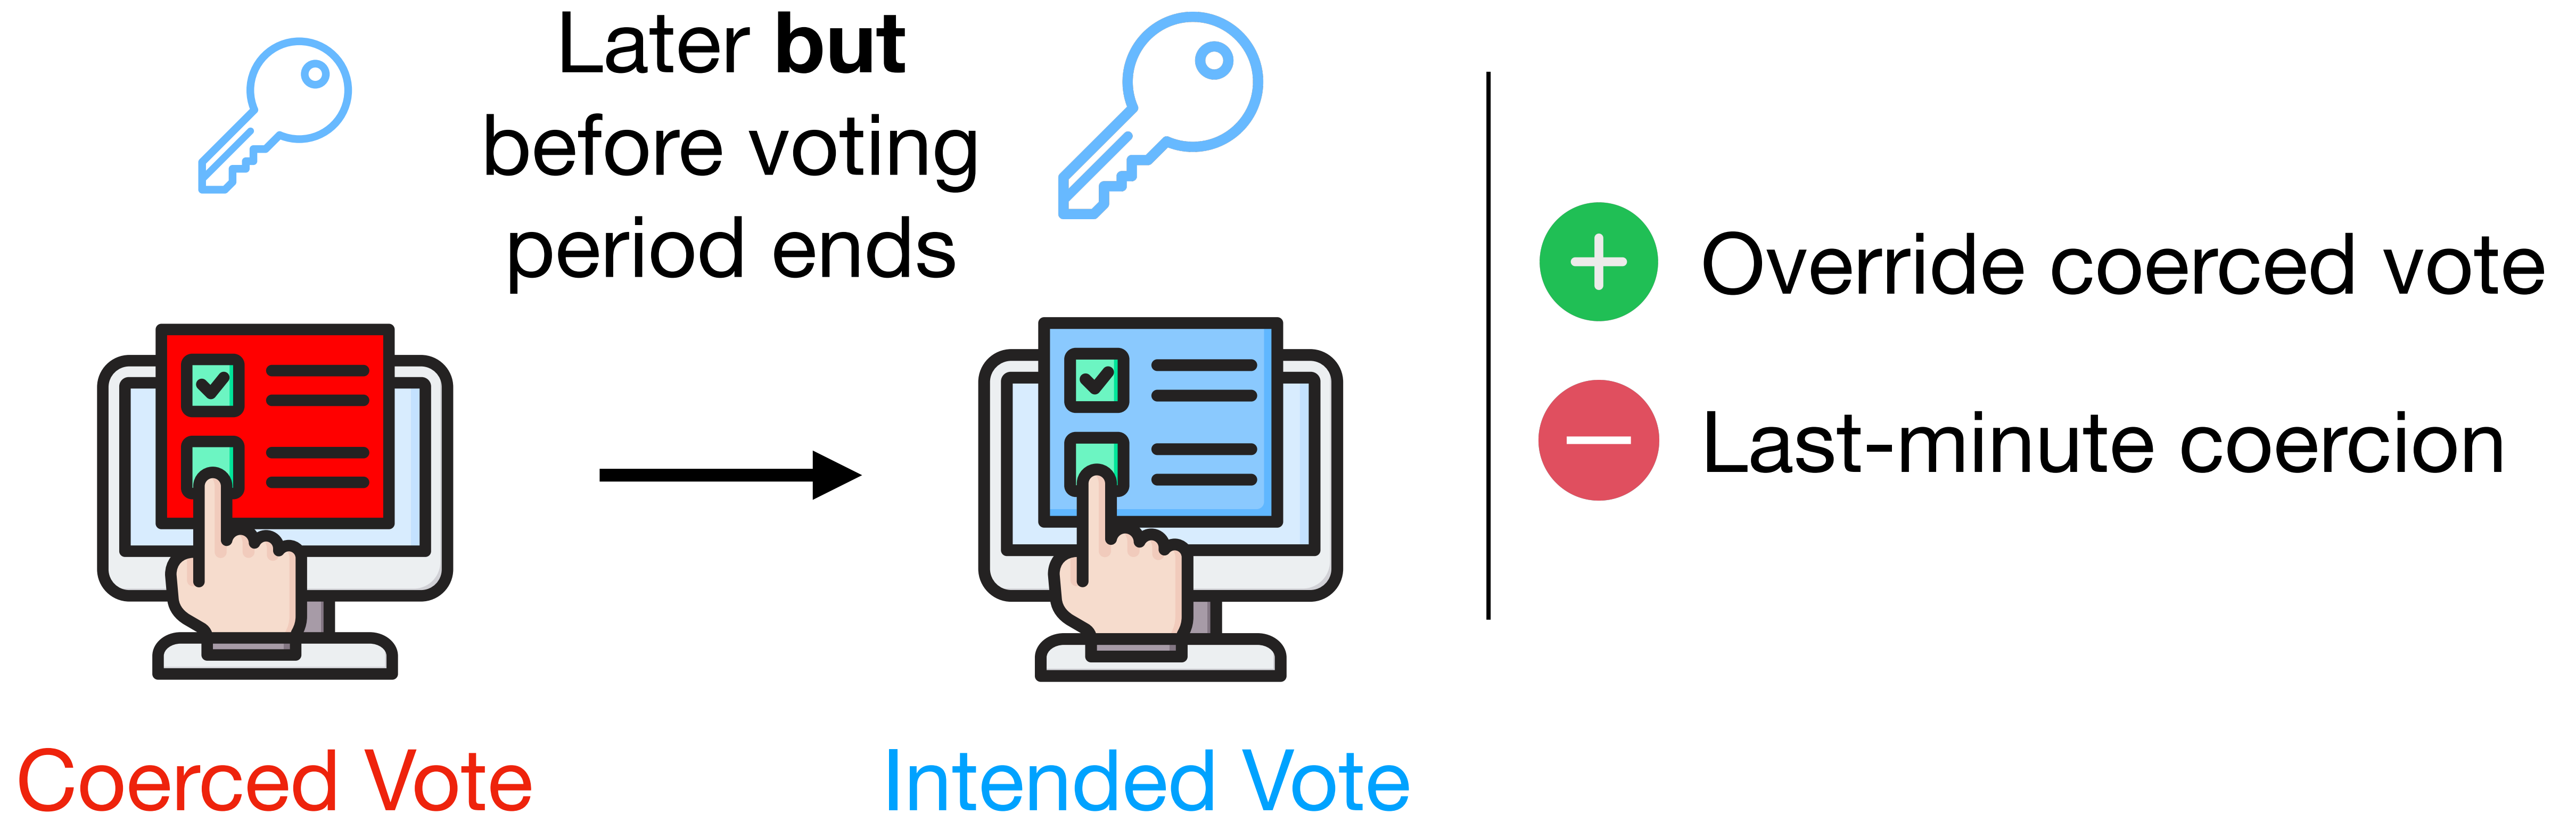 Later but
before voting
period ends
Override coerced vote
Last-minute coercion
Coerced Vote
Intended Vote